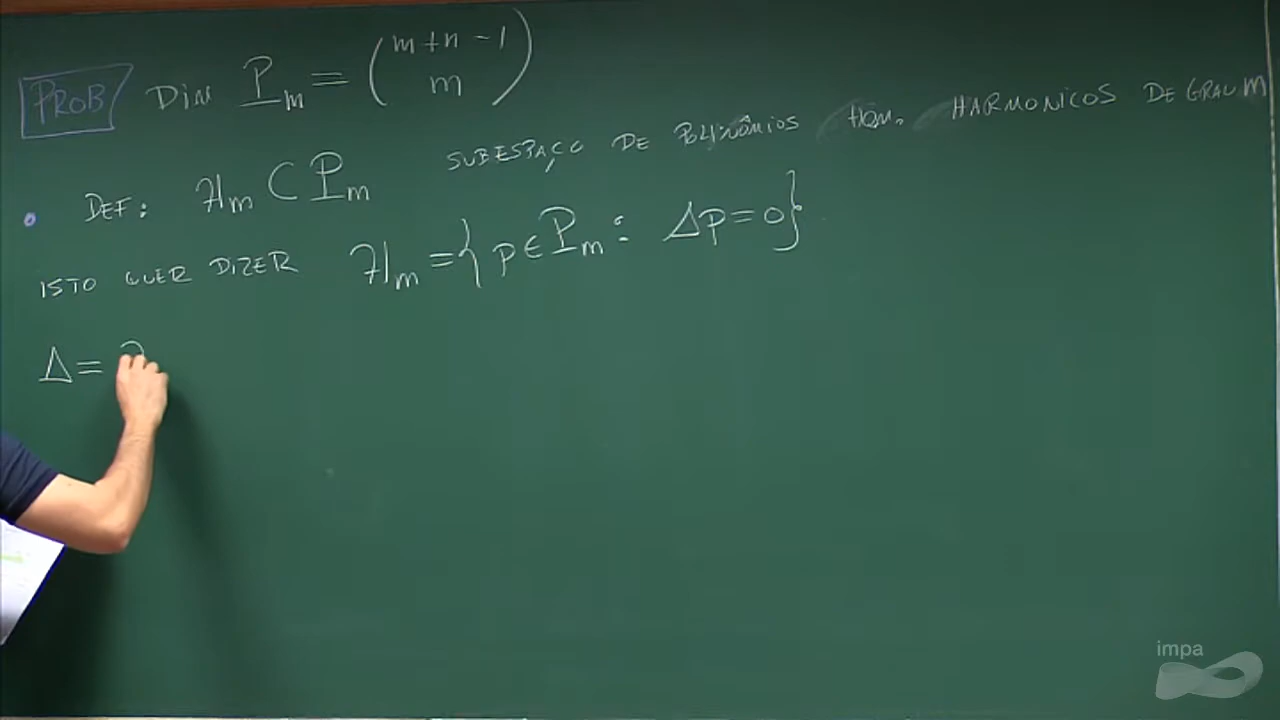 PROB DIM P_m = (m+n-1 m)
• DEF: H_m ⊂ P_m SUBESPAÇO DE POLINÔMIOS HOM. HARMONICOS DE GRAU M
ISTO QUER DIZER H_m = { p ∈ P_m : Δp = 0 }
Δ =
impa